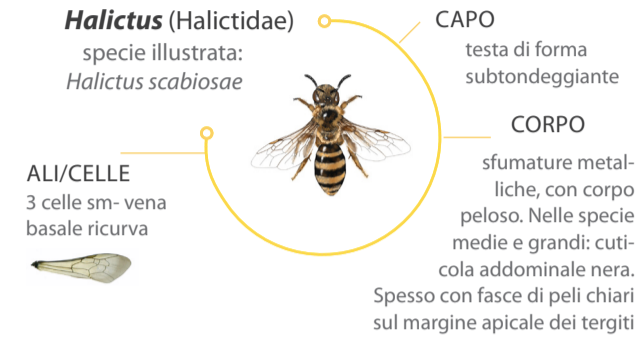 Halictus (Halictidae)
specie illustrata:
Halictus scabiosae
CAPO
testa di forma
subtondeggiante
CORPO
sfumature metal-
liche, con corpo
peloso. Nelle specie
medie e grandi: cuti-
cola addominale nera.
Spesso con fasce di peli chiari
sul margine apicale dei tergiti
ALI/CELLE
3 celle sm- vena
basale ricurva